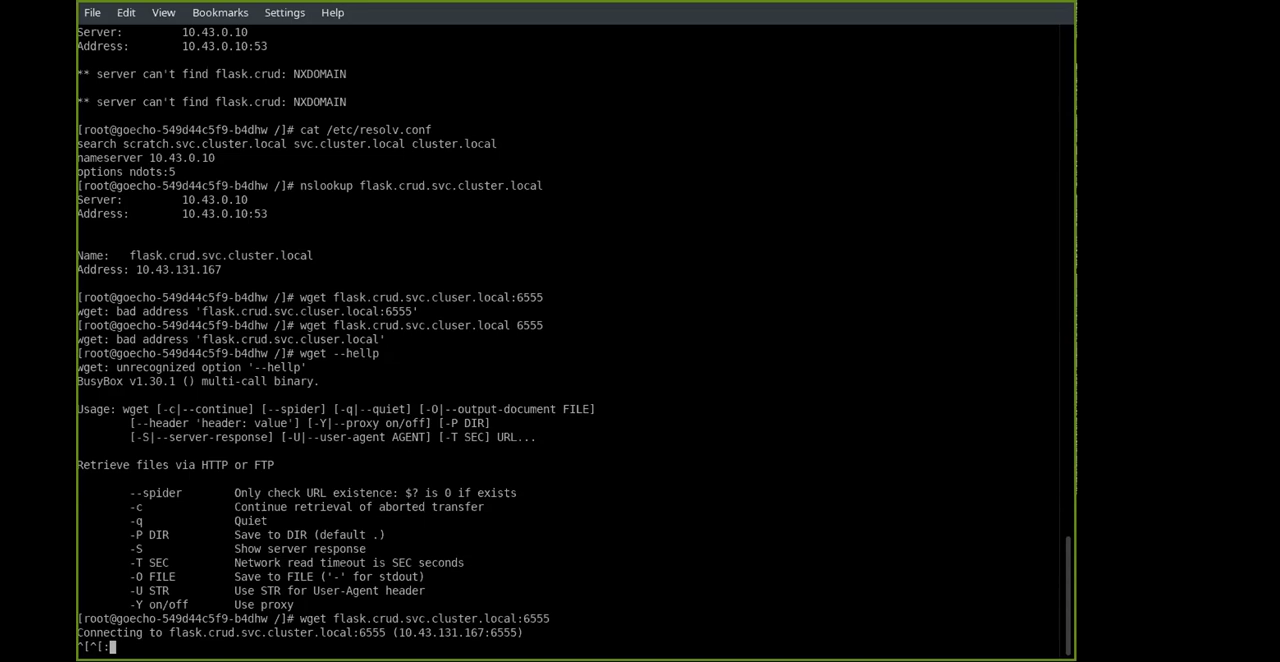 File Edit View Bookmarks Settings Help
Server:         10.43.0.10
Address:        10.43.0.10:53
** server can't find flask.crud: NXDOMAIN
** server can't find flask.crud: NXDOMAIN
[root@goecho-549d44c5f9-b4dhw /]# cat /etc/resolv.conf
search scratch.svc.cluster.local svc.cluster.local cluster.local
nameserver 10.43.0.10
options ndots:5
[root@goecho-549d44c5f9-b4dhw /]# nslookup flask.crud.svc.cluster.local
Server:         10.43.0.10
Address:        10.43.0.10:53
Name:   flask.crud.svc.cluster.local
Address: 10.43.131.167
[root@goecho-549d44c5f9-b4dhw /]# wget flask.crud.svc.cluser.local:6555
wget: bad address 'flask.crud.svc.cluser.local:6555'
[root@goecho-549d44c5f9-b4dhw /]# wget flask.crud.svc.cluser.local 6555
wget: bad address 'flask.crud.svc.cluser.local'
[root@goecho-549d44c5f9-b4dhw /]# wget --hellp
wget: unrecognized option '--hellp'
BusyBox v1.30.1 () multi-call binary.
Usage: wget [-c|--continue] [--spider] [-q|--quiet] [-O|--output-document FILE]
        [--header 'header: value'] [-Y|--proxy on/off] [-P DIR]
        [-S|--server-response] [-U|--user-agent AGENT] [-T SEC] URL...
Retrieve files via HTTP or FTP
        --spider        Only check URL existence: $? is 0 if exists
        -c              Continue retrieval of aborted transfer
        -q              Quiet
        -P DIR          Save to DIR (default .)
        -S              Show server response
        -T SEC          Network read timeout is SEC seconds
        -O FILE         Save to FILE ('-' for stdout)
        -U STR          Use STR for User-Agent header
        -Y on/off       Use proxy
[root@goecho-549d44c5f9-b4dhw /]# wget flask.crud.svc.cluster.local:6555
Connecting to flask.crud.svc.cluster.local:6555 (10.43.131.167:6555)
^[^[: